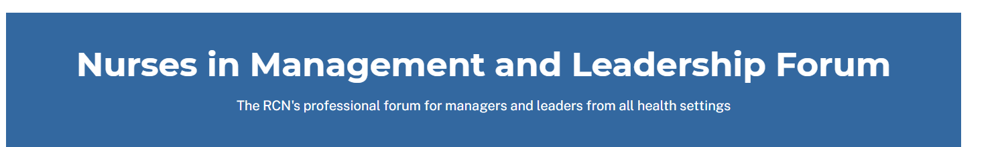 Nurses in Management and Leadership Forum
The RCN's professional forum for managers and leaders from all health settings